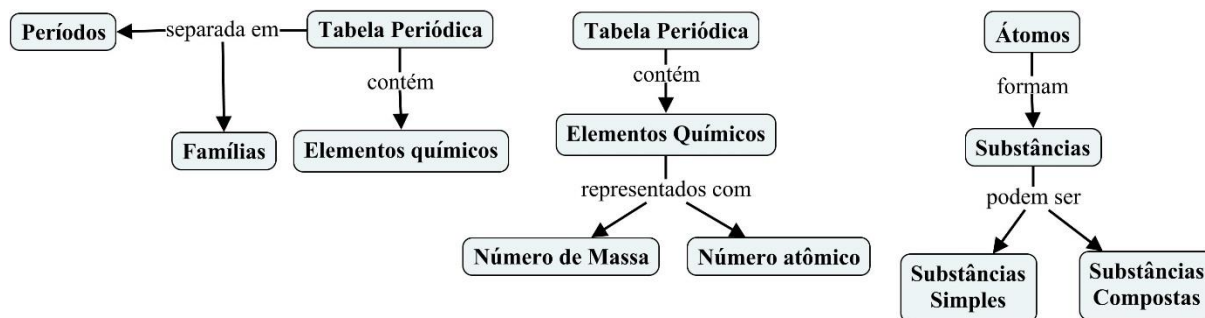 Períodos
separada em
Tabela Periódica
contém
Famílias
Elementos químicos
Tabela Periódica
contém
Elementos Químicos
representados com
Número de Massa
Número atômico
Átomos
formam
Substâncias
podem ser
Substâncias
Simples
Substâncias
Compostas